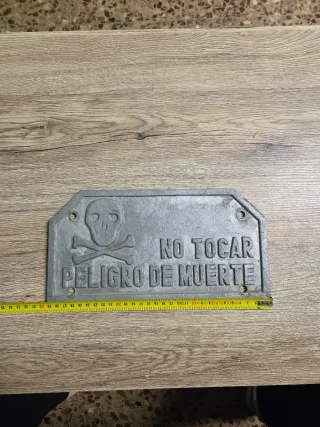 NO TOCAR
PELIGRO DE MUERTE